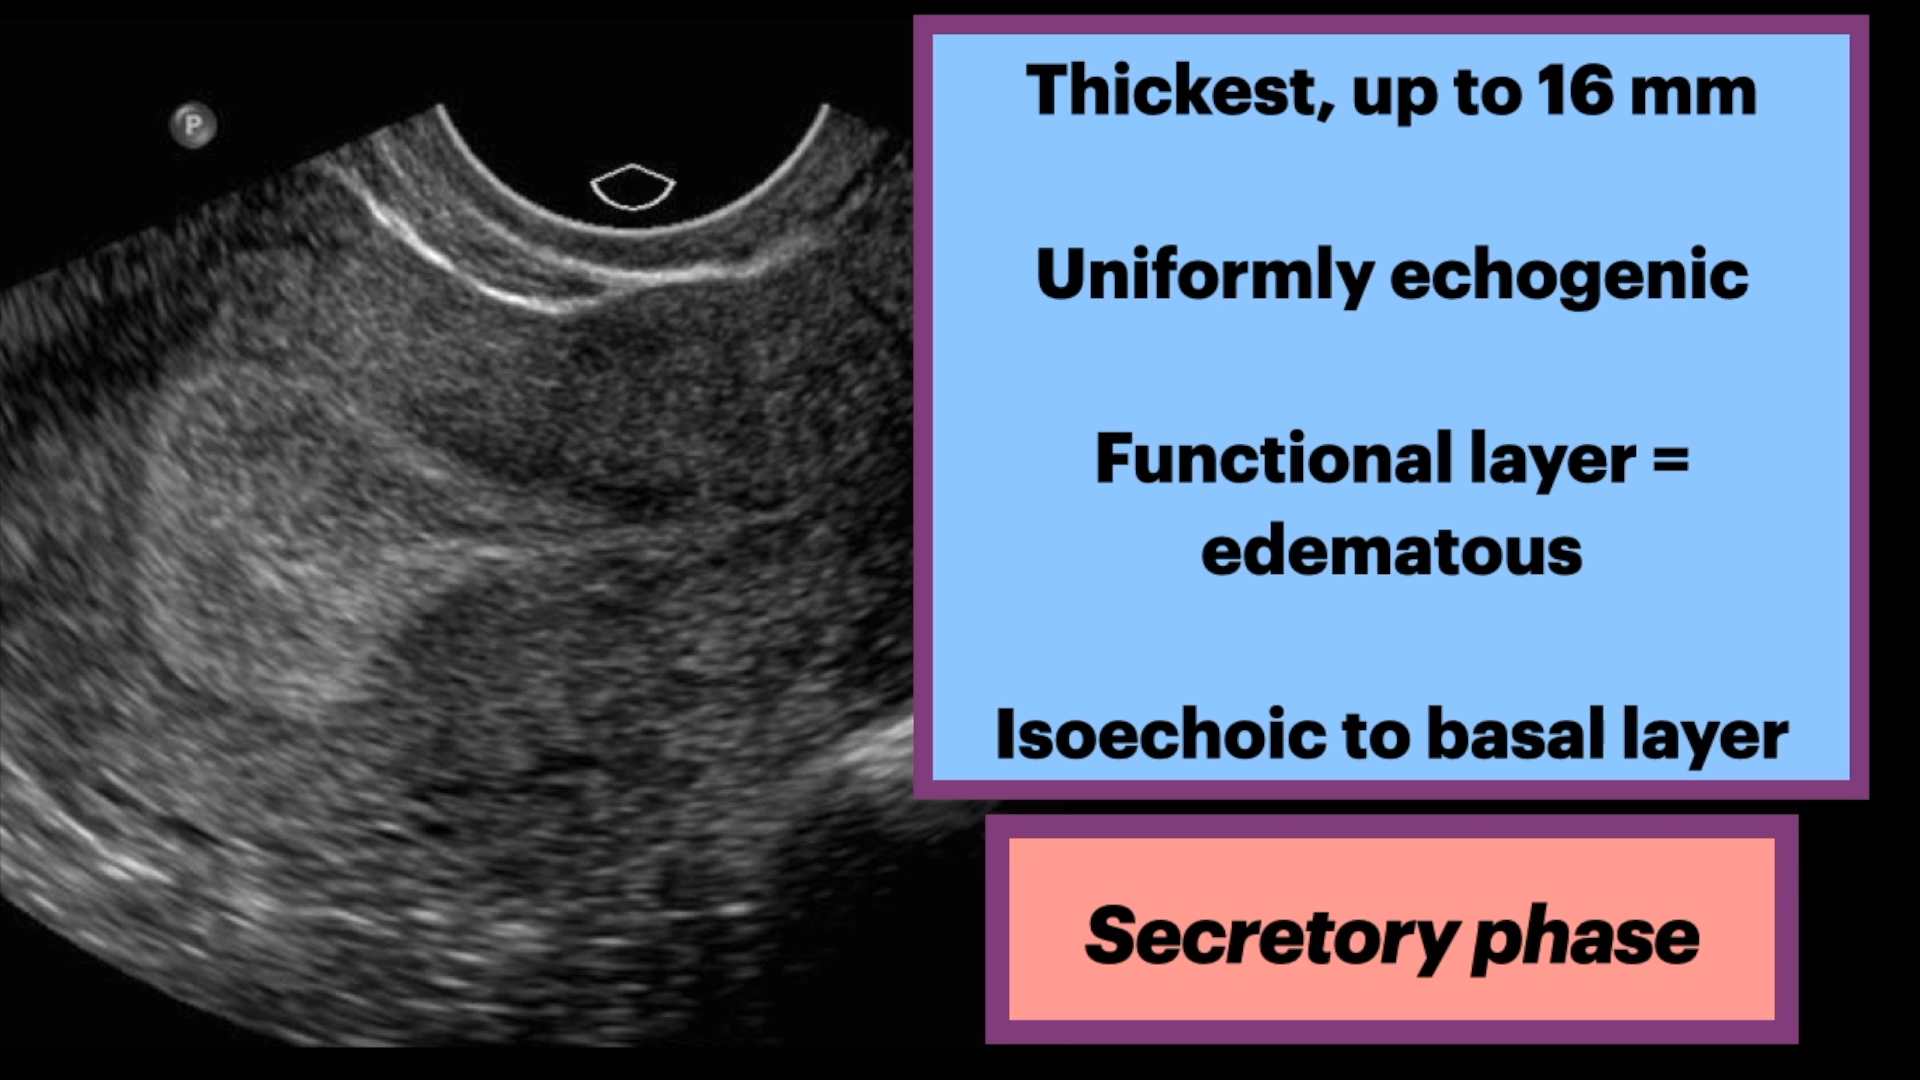 P
Thickest, up to 16 mm
Uniformly echogenic
Functional layer =
edematous
Isoechoic to basal layer
Secretory phase